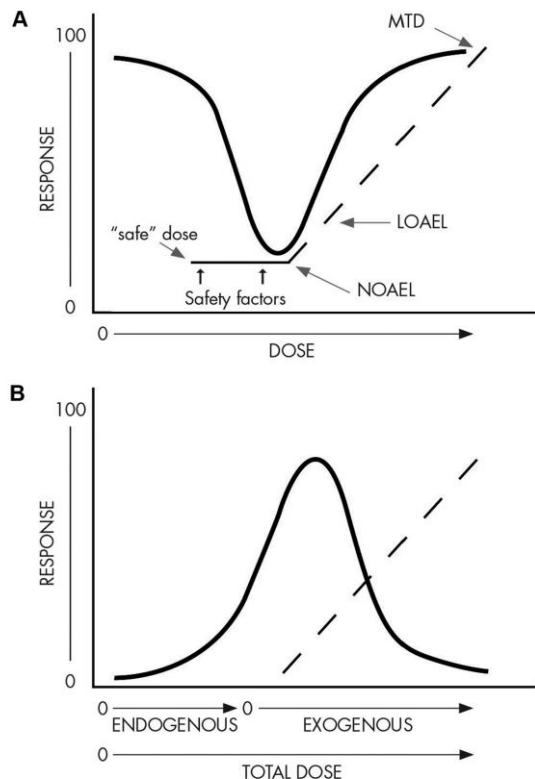 A
MTD
100
RESPONSE
LOAEL
"safe" dose
NOAEL
Safety factors
0
0
DOSE
B
100
RESPONSE
0
0 0
ENDOGENOUS EXOGENOUS
0
TOTAL DOSE